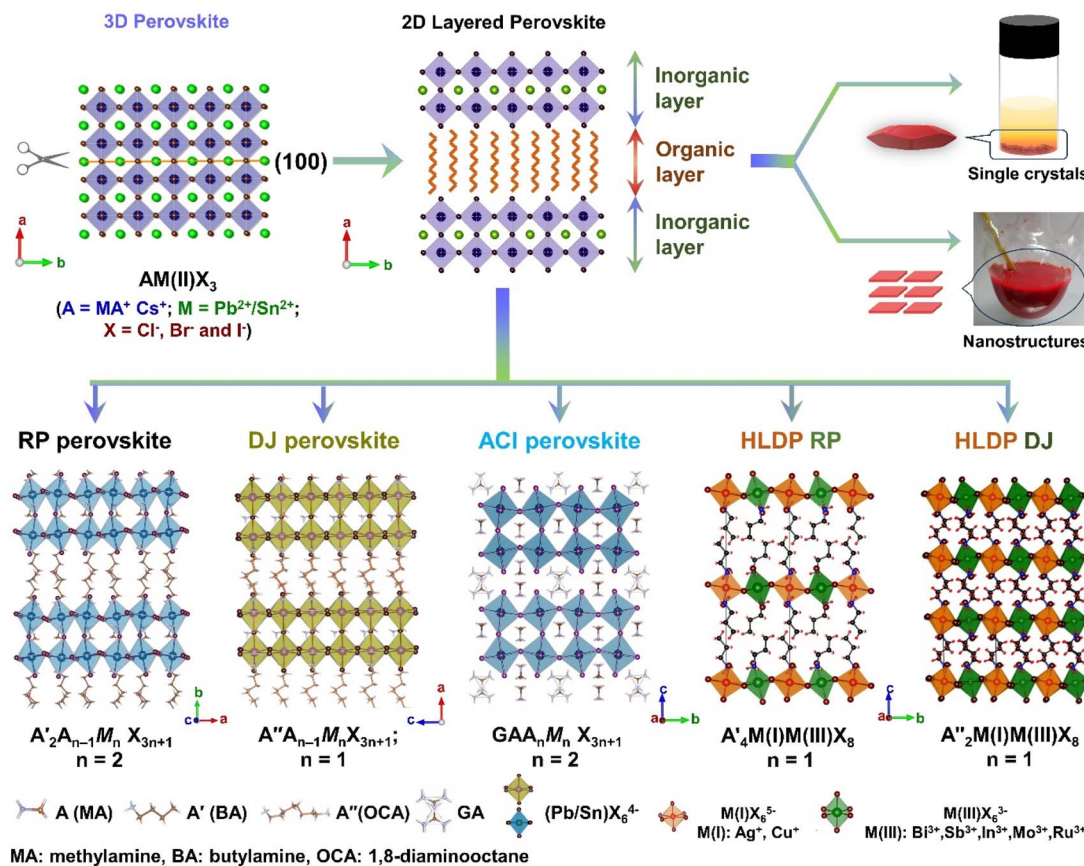 3D Perovskite
2D Layered Perovskite
(100)
Inorganic
layer
Organic
layer
Inorganic
layer
a
b
a
b
AM(II)X₃
(A = MA⁺ Cs⁺; M = Pb²⁺/Sn²⁺;
X = Cl⁻, Br⁻ and I⁻)
Single crystals
Nanostructures
RP perovskite
DJ perovskite
ACI perovskite
HLDP RP
HLDP DJ
b
c
a
a
c
c
a
b
c
a
b
A′₂Aₙ₋₁Mₙ X₃ₙ₊₁
n = 2
A″Aₙ₋₁MₙX₃ₙ₊₁;
n = 1
GAAₙMₙ X₃ₙ₊₁
n = 2
A′₄M(I)M(III)X₈
n = 1
A″₂M(I)M(III)X₈
n = 1
A (MA)
A′ (BA)
A″(OCA)
GA
(Pb/Sn)X₆⁴⁻
M(I)X₆⁵⁻
M(I): Ag⁺, Cu⁺
M(III)X₆³⁻
M(III): Bi³⁺,Sb³⁺,In³⁺,Mo³⁺,Ru³⁺
MA: methylamine, BA: butylamine, OCA: 1,8-diaminooctane